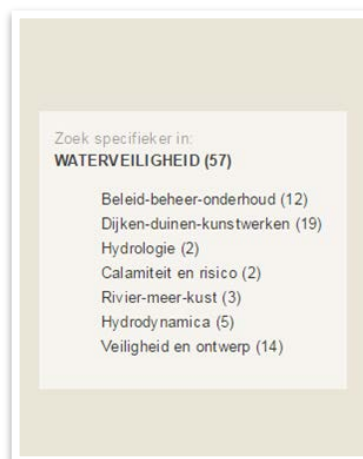 Zoek specifieker in:
WATERVEILIGHEID (57)
Beleid-beheer-onderhoud (12)
Dijken-duinen-kunstwerken (19)
Hydrologie (2)
Calamiteit en risico (2)
Rivier-meer-kust (3)
Hydrodynamica (5)
Veiligheid en ontwerp (14)